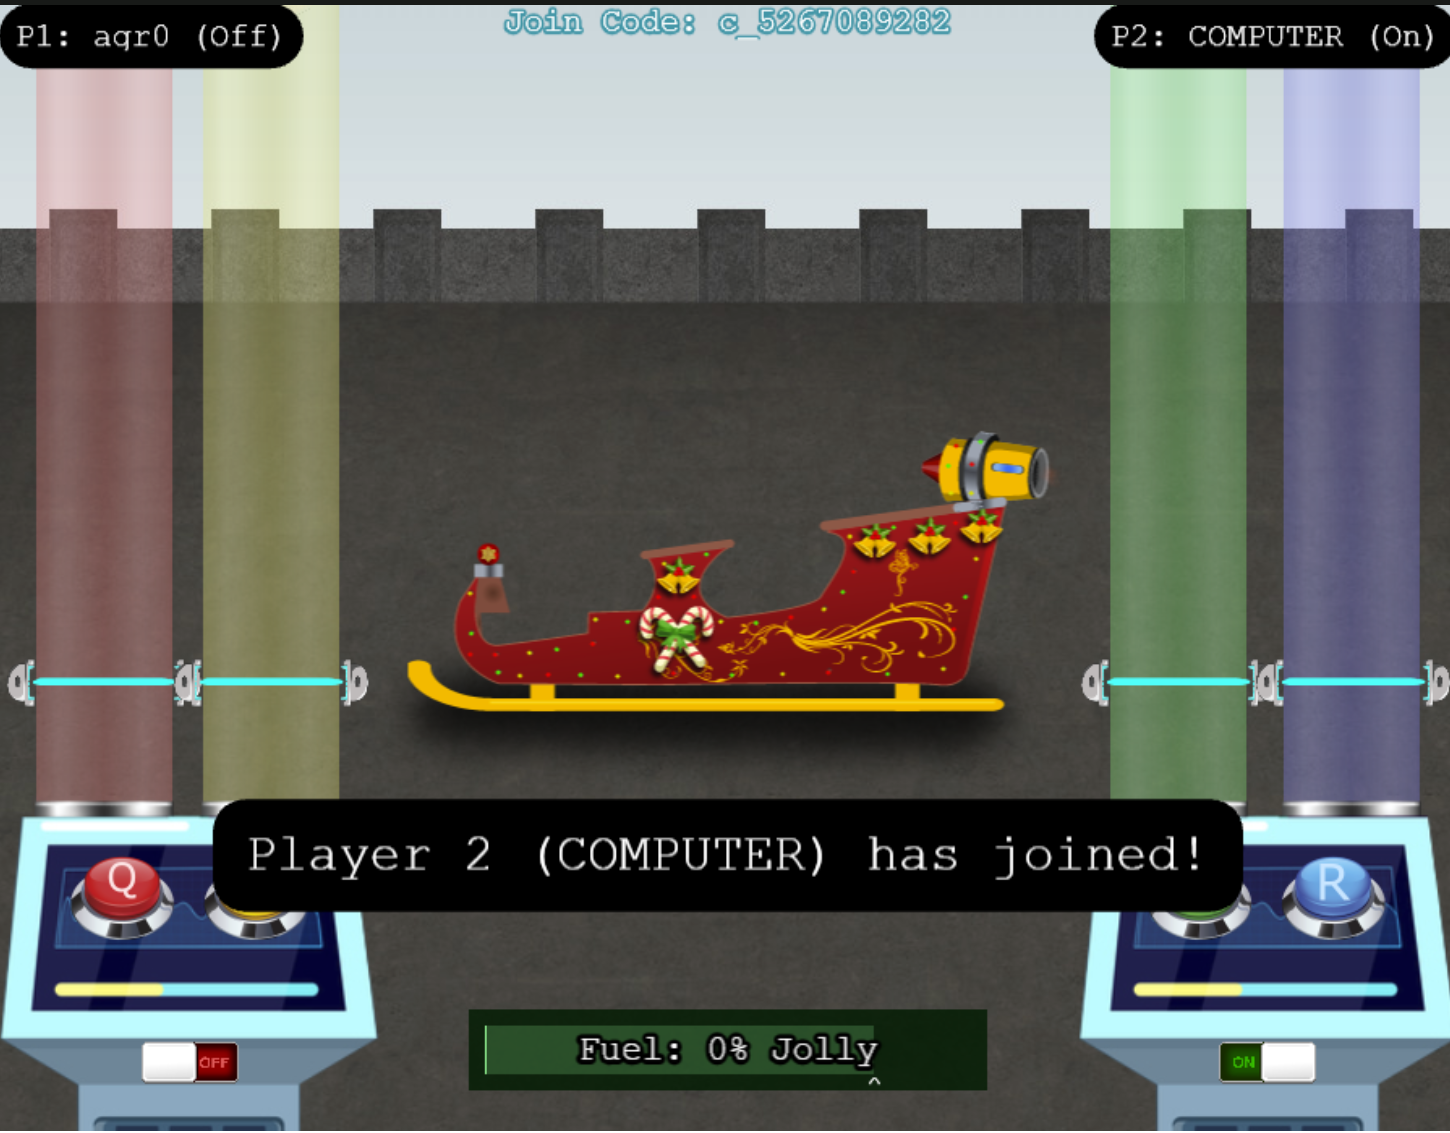 Join Code: c_5267089282
P1: aqr0 (Off)
P2: COMPUTER (On)
Player 2 (COMPUTER) has joined!
Q
R
Fuel: 0% Jolly
^
OFF
ON